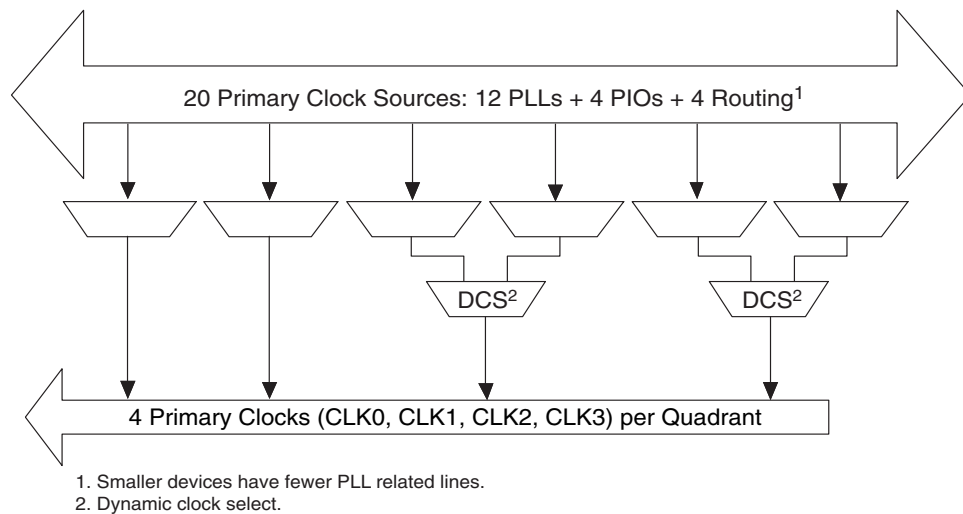 20 Primary Clock Sources: 12 PLLs + 4 PIOs + 4 Routing¹
DCS² DCS²
4 Primary Clocks (CLK0, CLK1, CLK2, CLK3) per Quadrant
1. Smaller devices have fewer PLL related lines.
2. Dynamic clock select.